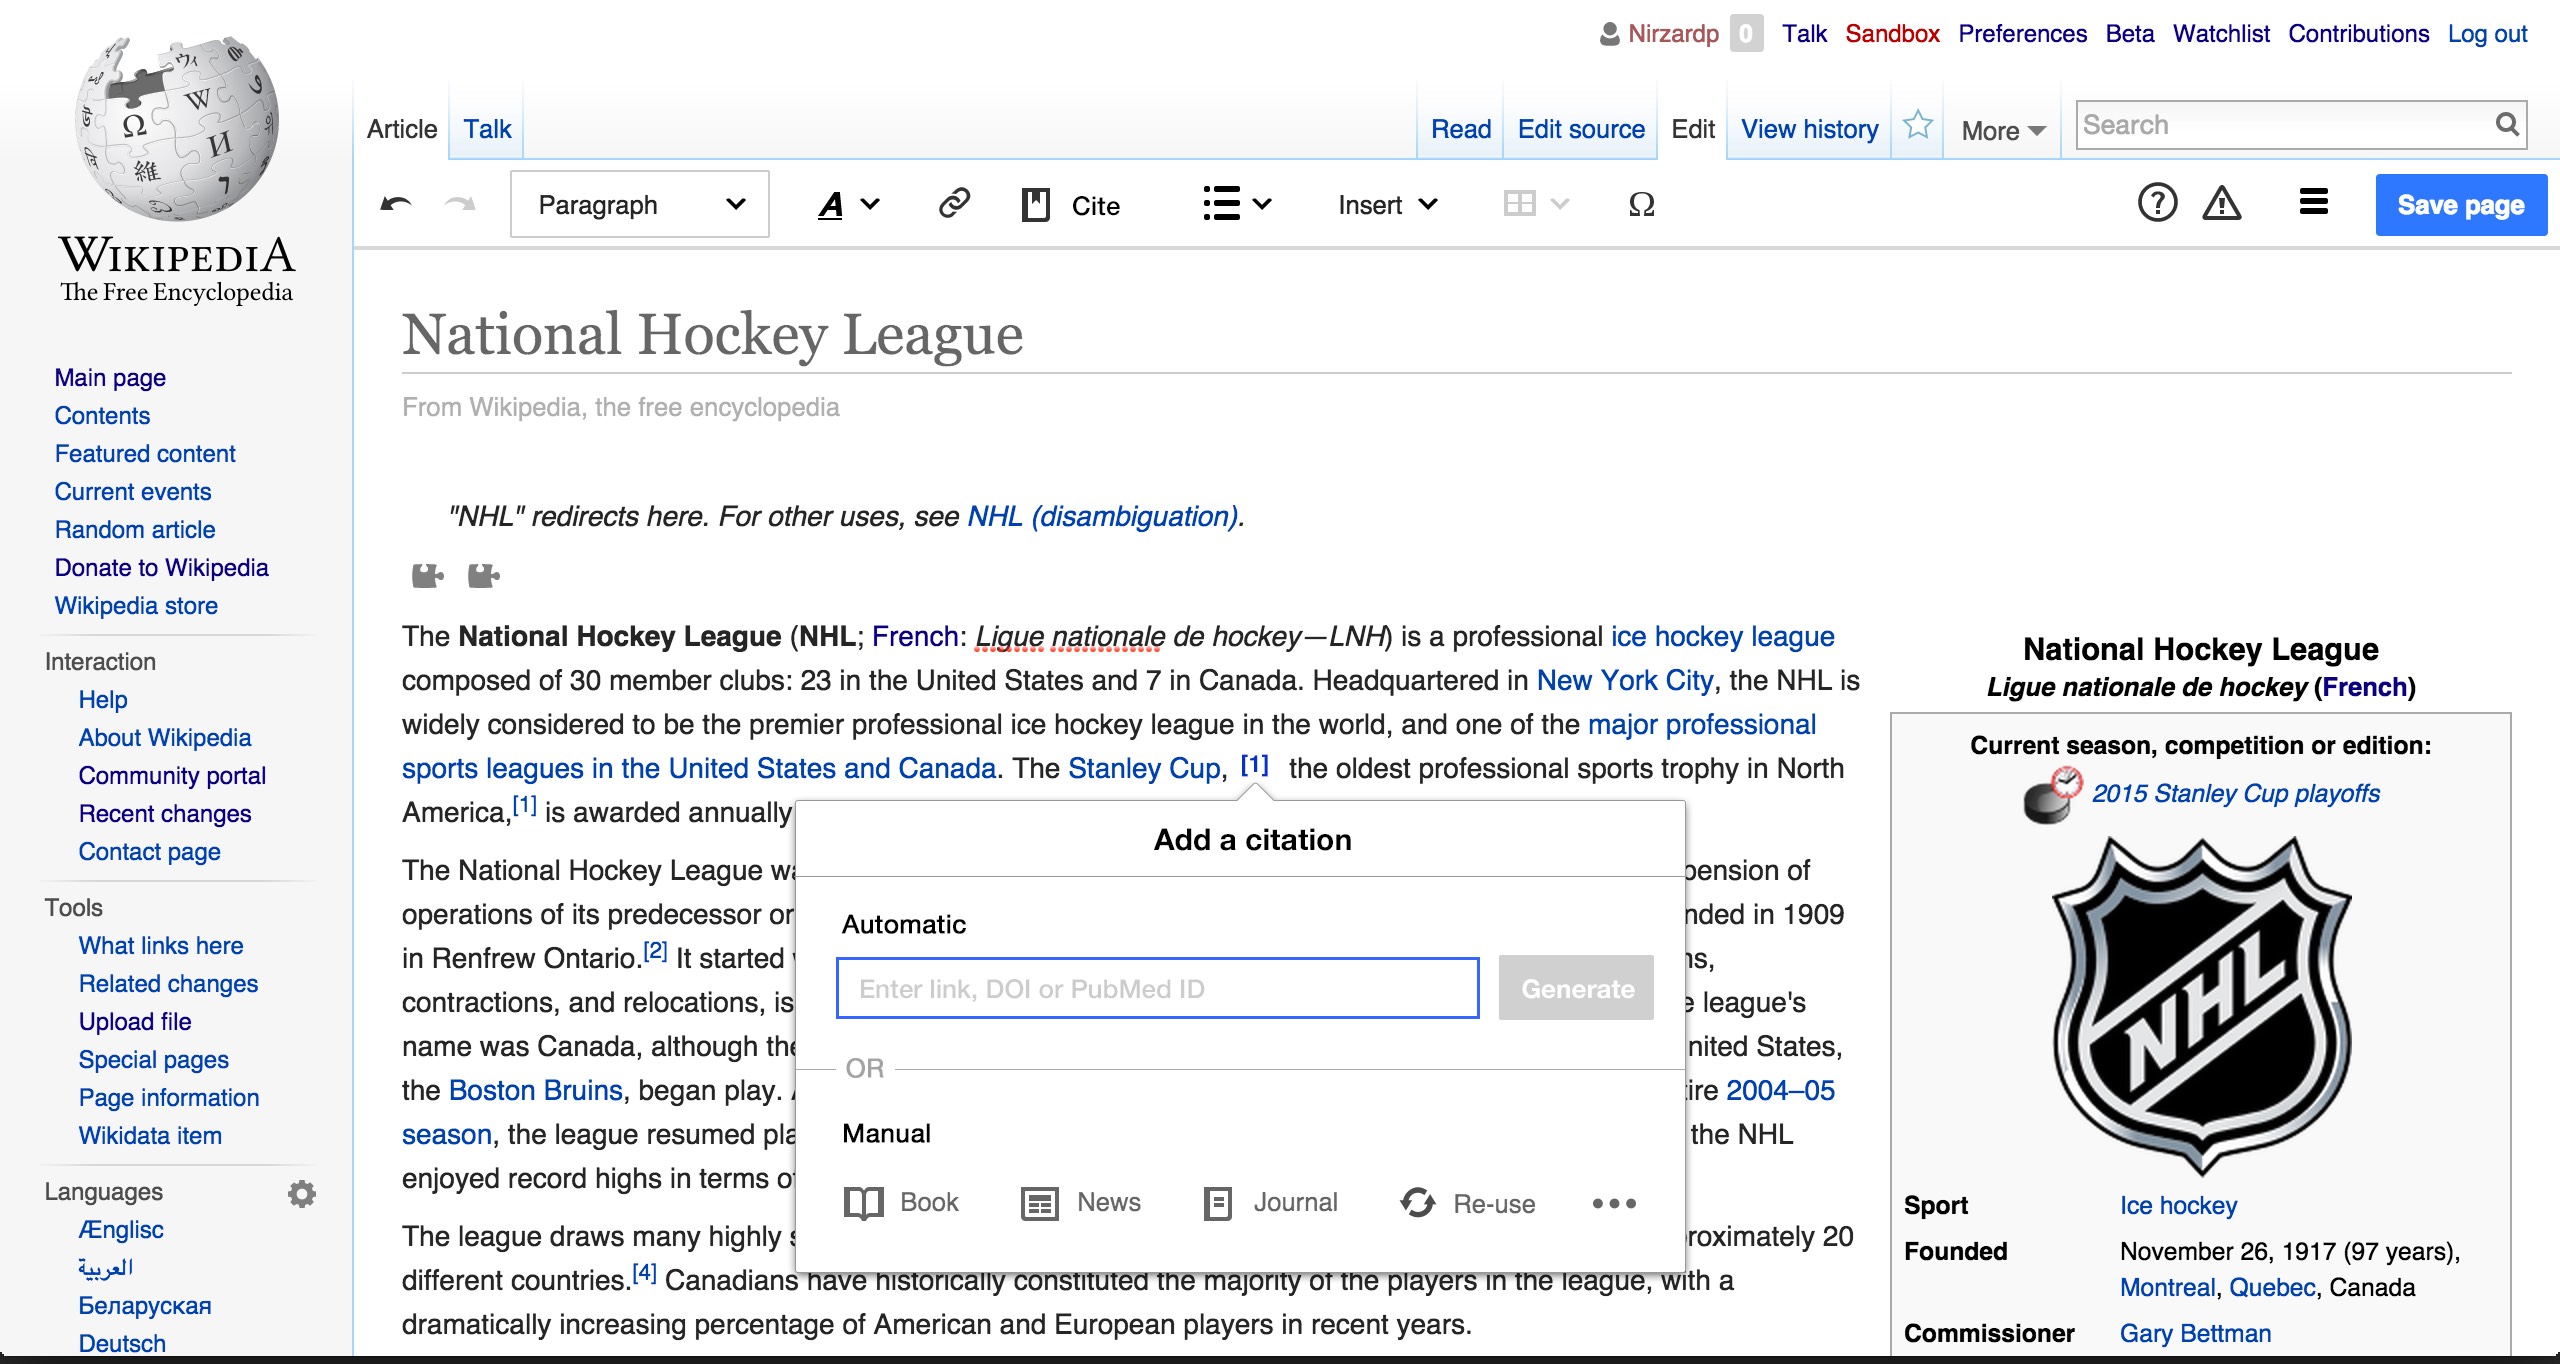 Nirzardp 0 Talk Sandbox Preferences Beta Watchlist Contributions Log out
Article Talk Read Edit source Edit View history More Search
Paragraph A Cite Insert Ω Save page
WIKIPEDIA
The Free Encyclopedia
Main page
Contents
Featured content
Current events
Random article
Donate to Wikipedia
Wikipedia store
Interaction
Help
About Wikipedia
Community portal
Recent changes
Contact page
Tools
What links here
Related changes
Upload file
Special pages
Page information
Wikidata item
Languages
Ænglisc
العربية
Беларуская
Deutsch
National Hockey League
From Wikipedia, the free encyclopedia
"NHL" redirects here. For other uses, see NHL (disambiguation).
The National Hockey League (NHL; French: Ligue nationale de hockey—LNH) is a professional ice hockey league
composed of 30 member clubs: 23 in the United States and 7 in Canada. Headquartered in New York City, the NHL is
widely considered to be the premier professional ice hockey league in the world, and one of the major professional
sports leagues in the United States and Canada. The Stanley Cup, [1] the oldest professional sports trophy in North
America,[1] is awarded annually
The National Hockey League
operations of its predecessor nded in 1909
in Renfrew Ontario.[2] It started
contractions, and relocations, is e league's
name was Canada, although the nited States,
the Boston Bruins, began play. 2004–05
season, the league resumed the NHL
enjoyed record highs in terms
The league draws many highly roximately 20
different countries.[4] Canadians have historically constituted the majority of the players in the league, with a
dramatically increasing percentage of American and European players in recent years.
Add a citation
Automatic
Enter link, DOI or PubMed ID Generate
OR
Manual
Book News Journal Re-use
National Hockey League
Ligue nationale de hockey (French)
Current season, competition or edition:
2015 Stanley Cup playoffs
NHL
Sport Ice hockey
Founded November 26, 1917 (97 years),
Montreal, Quebec, Canada
Commissioner Gary Bettman